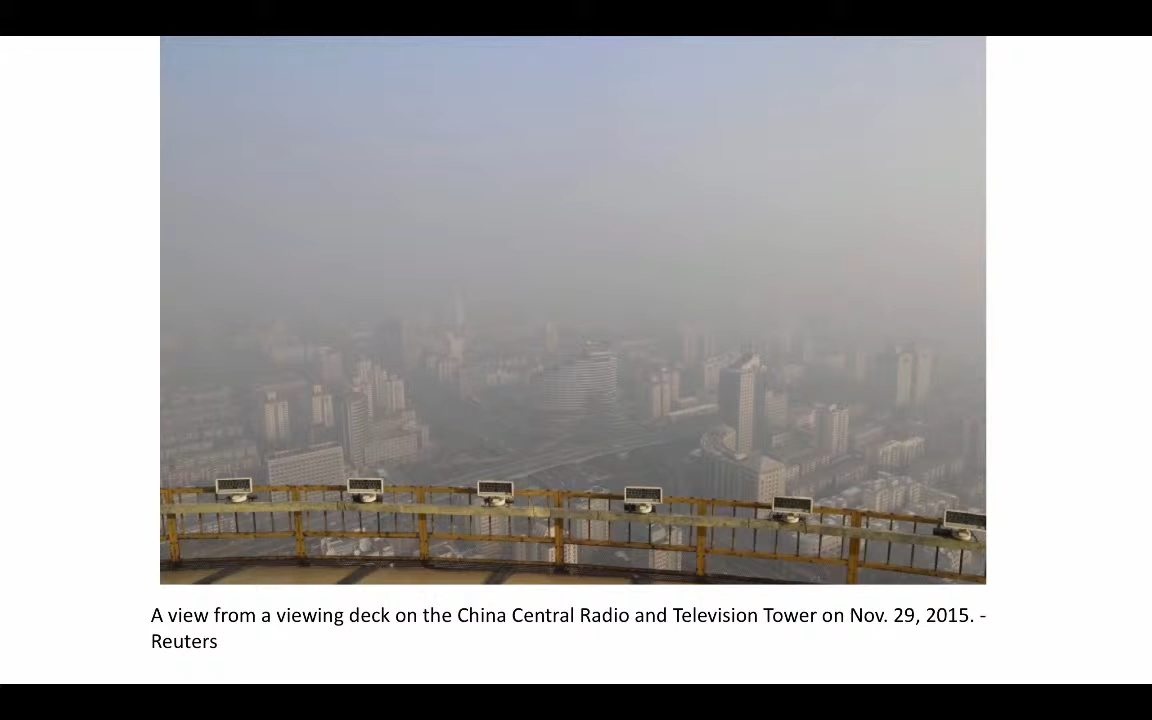 A view from a viewing deck on the China Central Radio and Television Tower on Nov. 29, 2015. -
Reuters